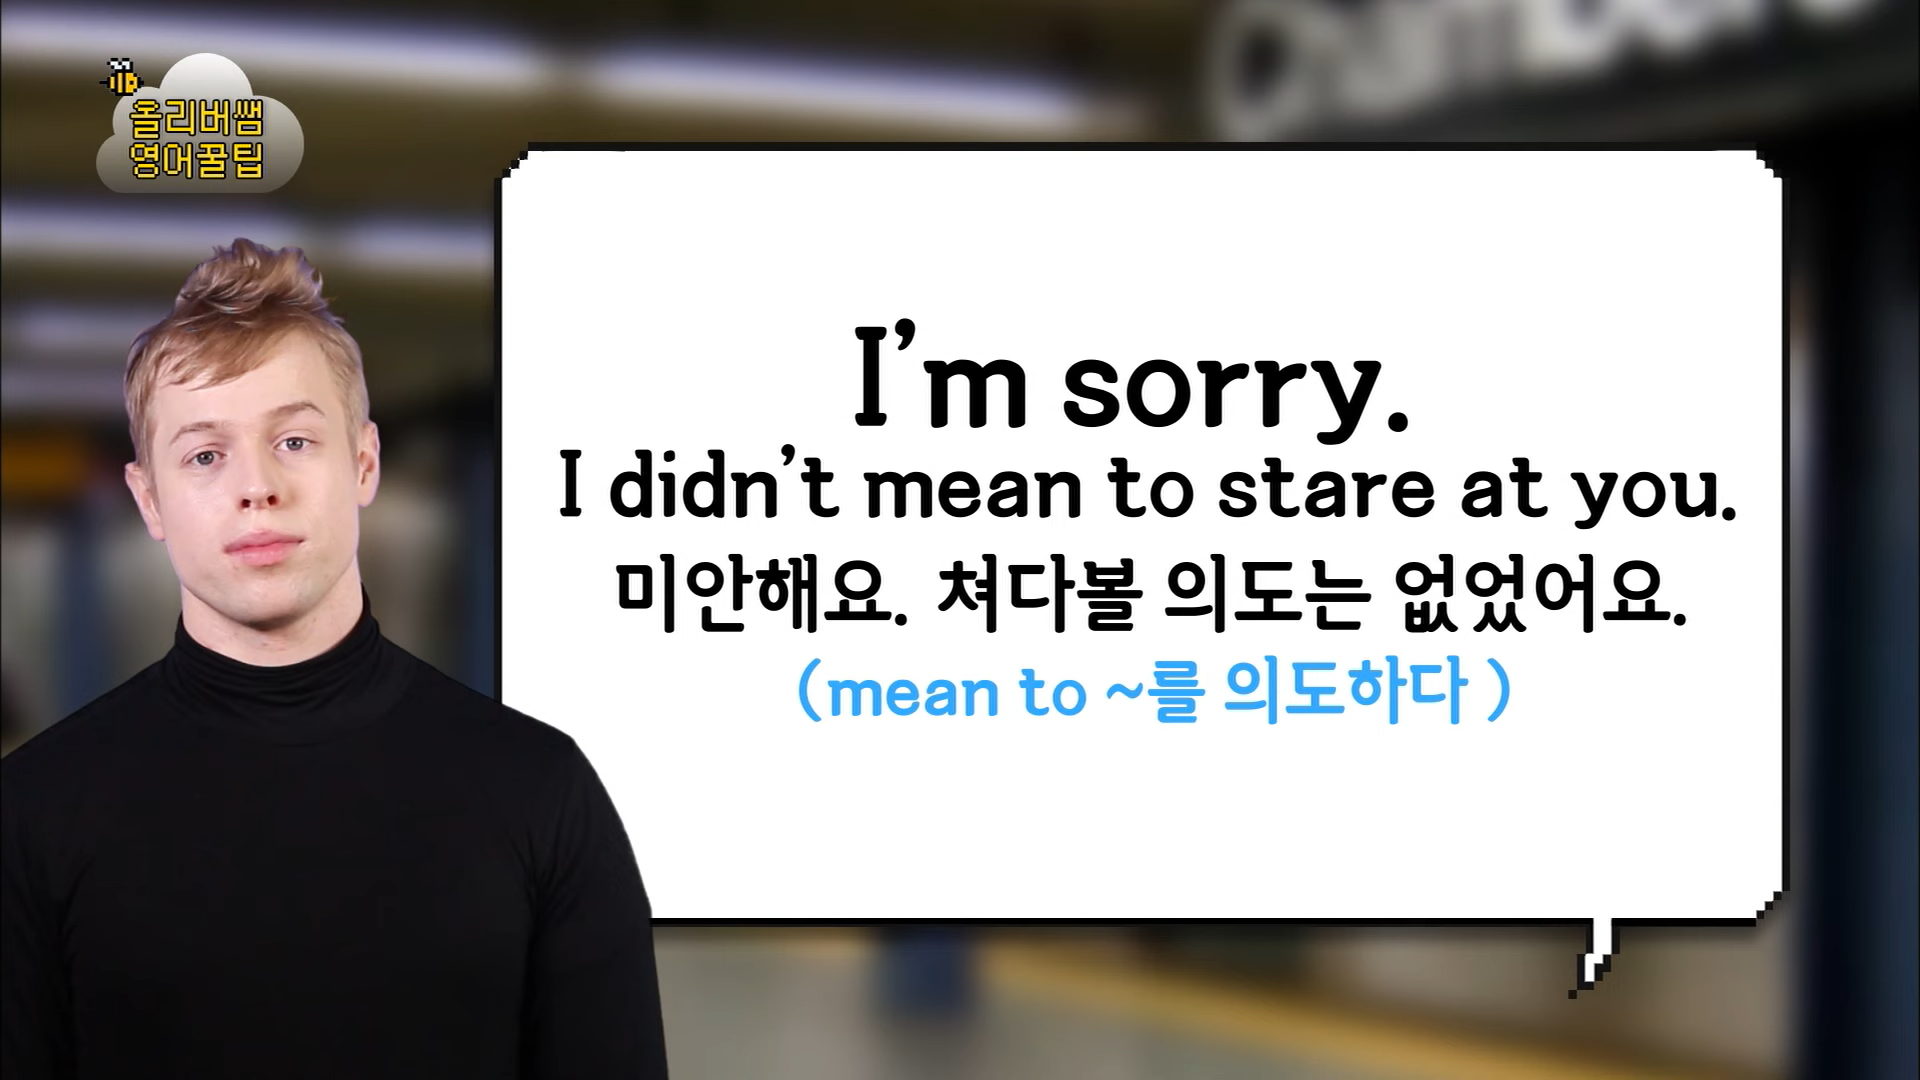 올리버쌤
영어꿀팁
I'm sorry.
I didn't mean to stare at you.
미안해요. 쳐다볼 의도는 없었어요.
(mean to ~를 의도하다 )